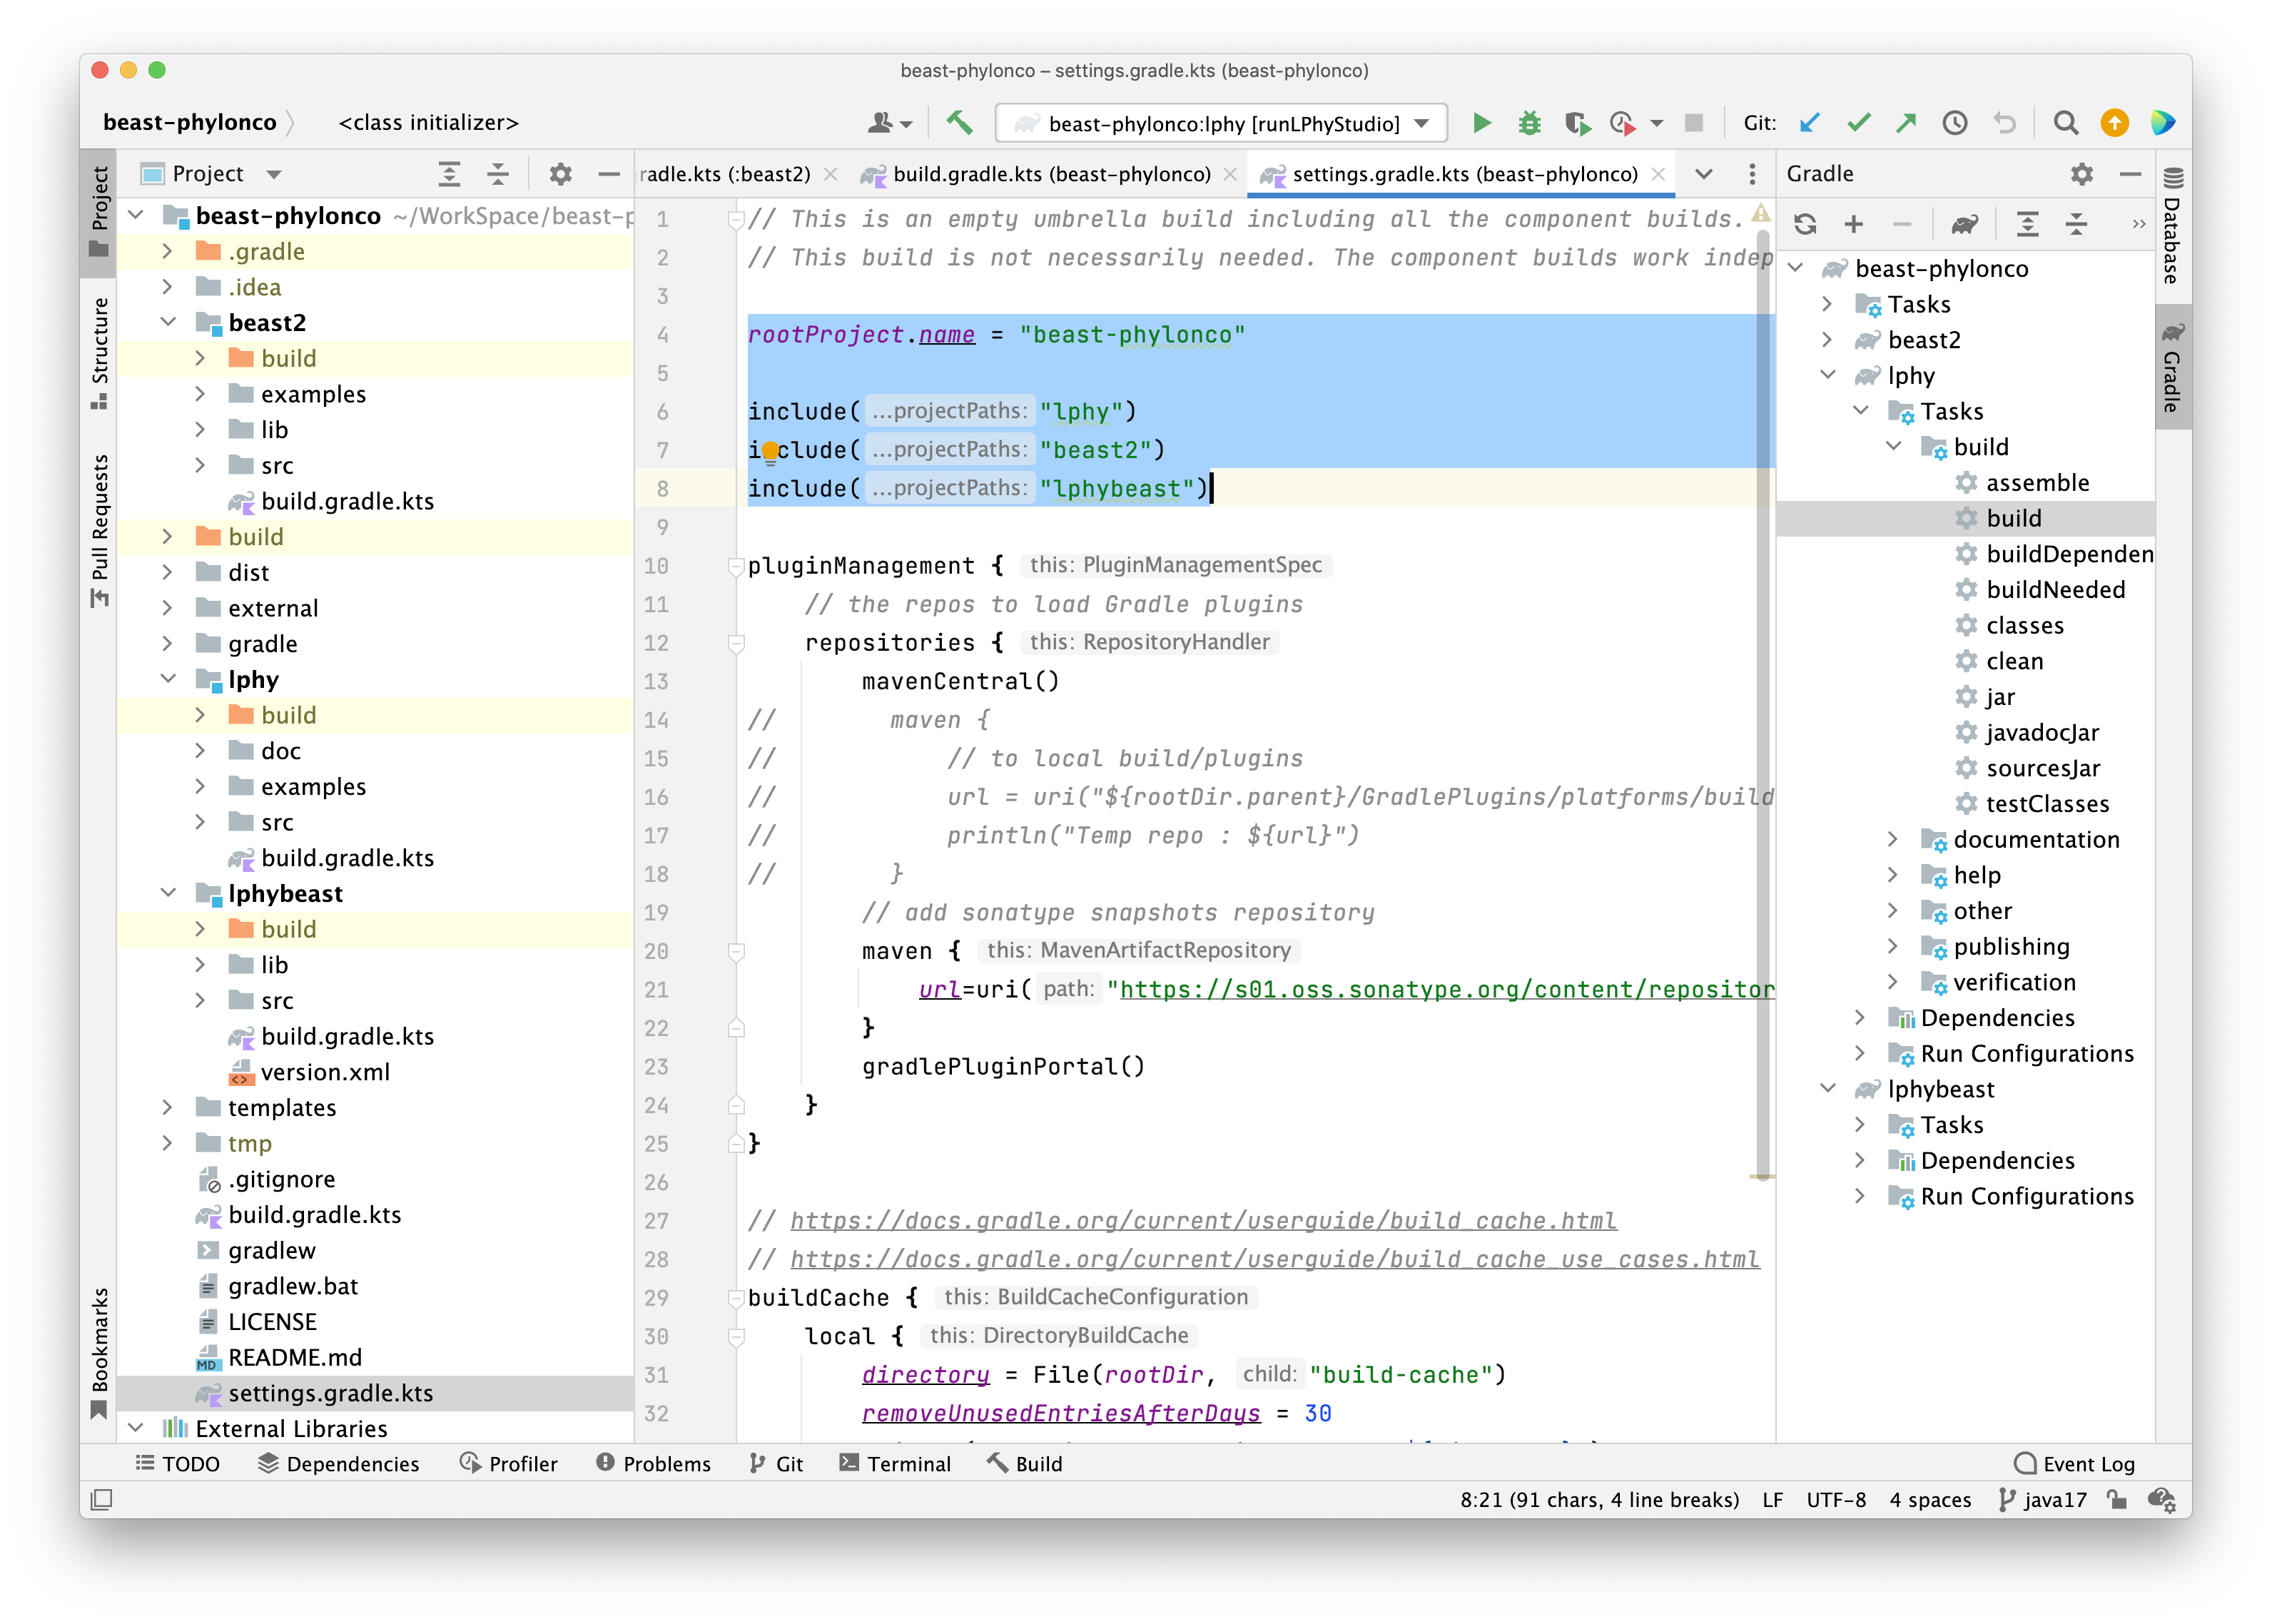 beast-phylonco – settings.gradle.kts (beast-phylonco)
beast-phylonco
<class initializer>
beast-phylonco:lphy [runLPhyStudio]
Git:
Project
radle.kts (:beast2)
build.gradle.kts (beast-phylonco)
settings.gradle.kts (beast-phylonco)
Gradle
Project
Structure
Pull Requests
Bookmarks
beast-phylonco ~/WorkSpace/beast-p
.gradle
.idea
beast2
build
examples
lib
src
build.gradle.kts
build
dist
external
gradle
lphy
build
doc
examples
src
build.gradle.kts
lphybeast
build
lib
src
build.gradle.kts
version.xml
templates
tmp
.gitignore
build.gradle.kts
gradlew
gradlew.bat
LICENSE
README.md
settings.gradle.kts
External Libraries
1 // This is an empty umbrella build including all the component builds.
2 // This build is not necessarily needed. The component builds work indep
3
4 rootProject.name = "beast-phylonco"
5
6 include( ...projectPaths: "lphy")
7 include( ...projectPaths: "beast2")
8 include( ...projectPaths: "lphybeast")
9
10 pluginManagement { this: PluginManagementSpec
11 // the repos to load Gradle plugins
12 repositories { this: RepositoryHandler
13 mavenCentral()
14 // maven {
15 // // to local build/plugins
16 // url = uri("${rootDir.parent}/GradlePlugins/platforms/build
17 // println("Temp repo : ${url}")
18 // }
19 // add sonatype snapshots repository
20 maven { this: MavenArtifactRepository
21 url=uri( path: "https://s01.oss.sonatype.org/content/repositor
22 }
23 gradlePluginPortal()
24 }
25 }
26
27 // https://docs.gradle.org/current/userguide/build_cache.html
28 // https://docs.gradle.org/current/userguide/build_cache_use_cases.html
29 buildCache { this: BuildCacheConfiguration
30 local { this: DirectoryBuildCache
31 directory = File(rootDir, child: "build-cache")
32 removeUnusedEntriesAfterDays = 30
beast-phylonco
Tasks
beast2
lphy
Tasks
build
assemble
build
buildDependen
buildNeeded
classes
clean
jar
javadocJar
sourcesJar
testClasses
documentation
help
other
publishing
verification
Dependencies
Run Configurations
lphybeast
Tasks
Dependencies
Run Configurations
Database
Gradle
TODO
Dependencies
Profiler
Problems
Git
Terminal
Build
Event Log
8:21 (91 chars, 4 line breaks)
LF
UTF-8
4 spaces
java17